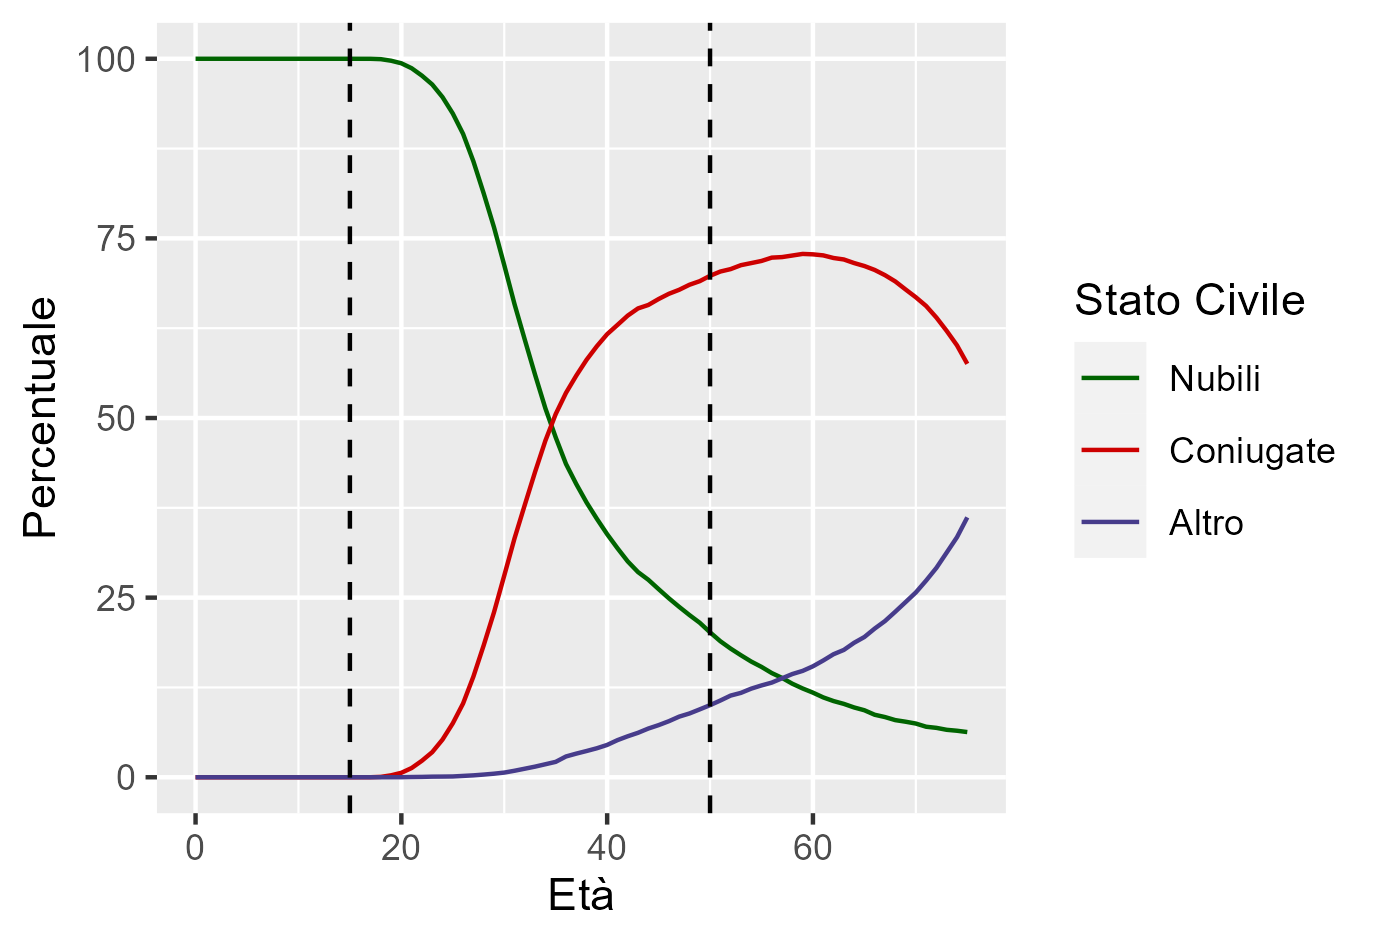 100
75
50
25
0
Percentuale
0 20 40 60
Età
Stato Civile
Nubili
Coniugate
Altro